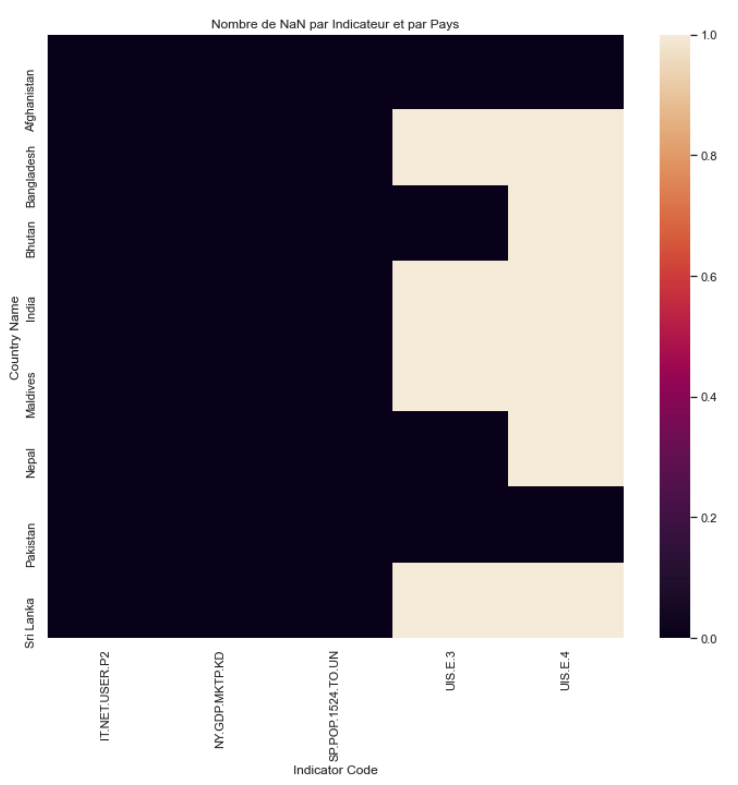 Nombre de NaN par Indicateur et par Pays
Country Name
Afghanistan
Bangladesh
Bhutan
India
Maldives
Nepal
Pakistan
Sri Lanka
IT.NET.USER.P2
NY.GDP.MKTP.KD
SP.POP.1524.TO.UN
UIS.E.3
UIS.E.4
Indicator Code
1.0
0.8
0.6
0.4
0.2
0.0